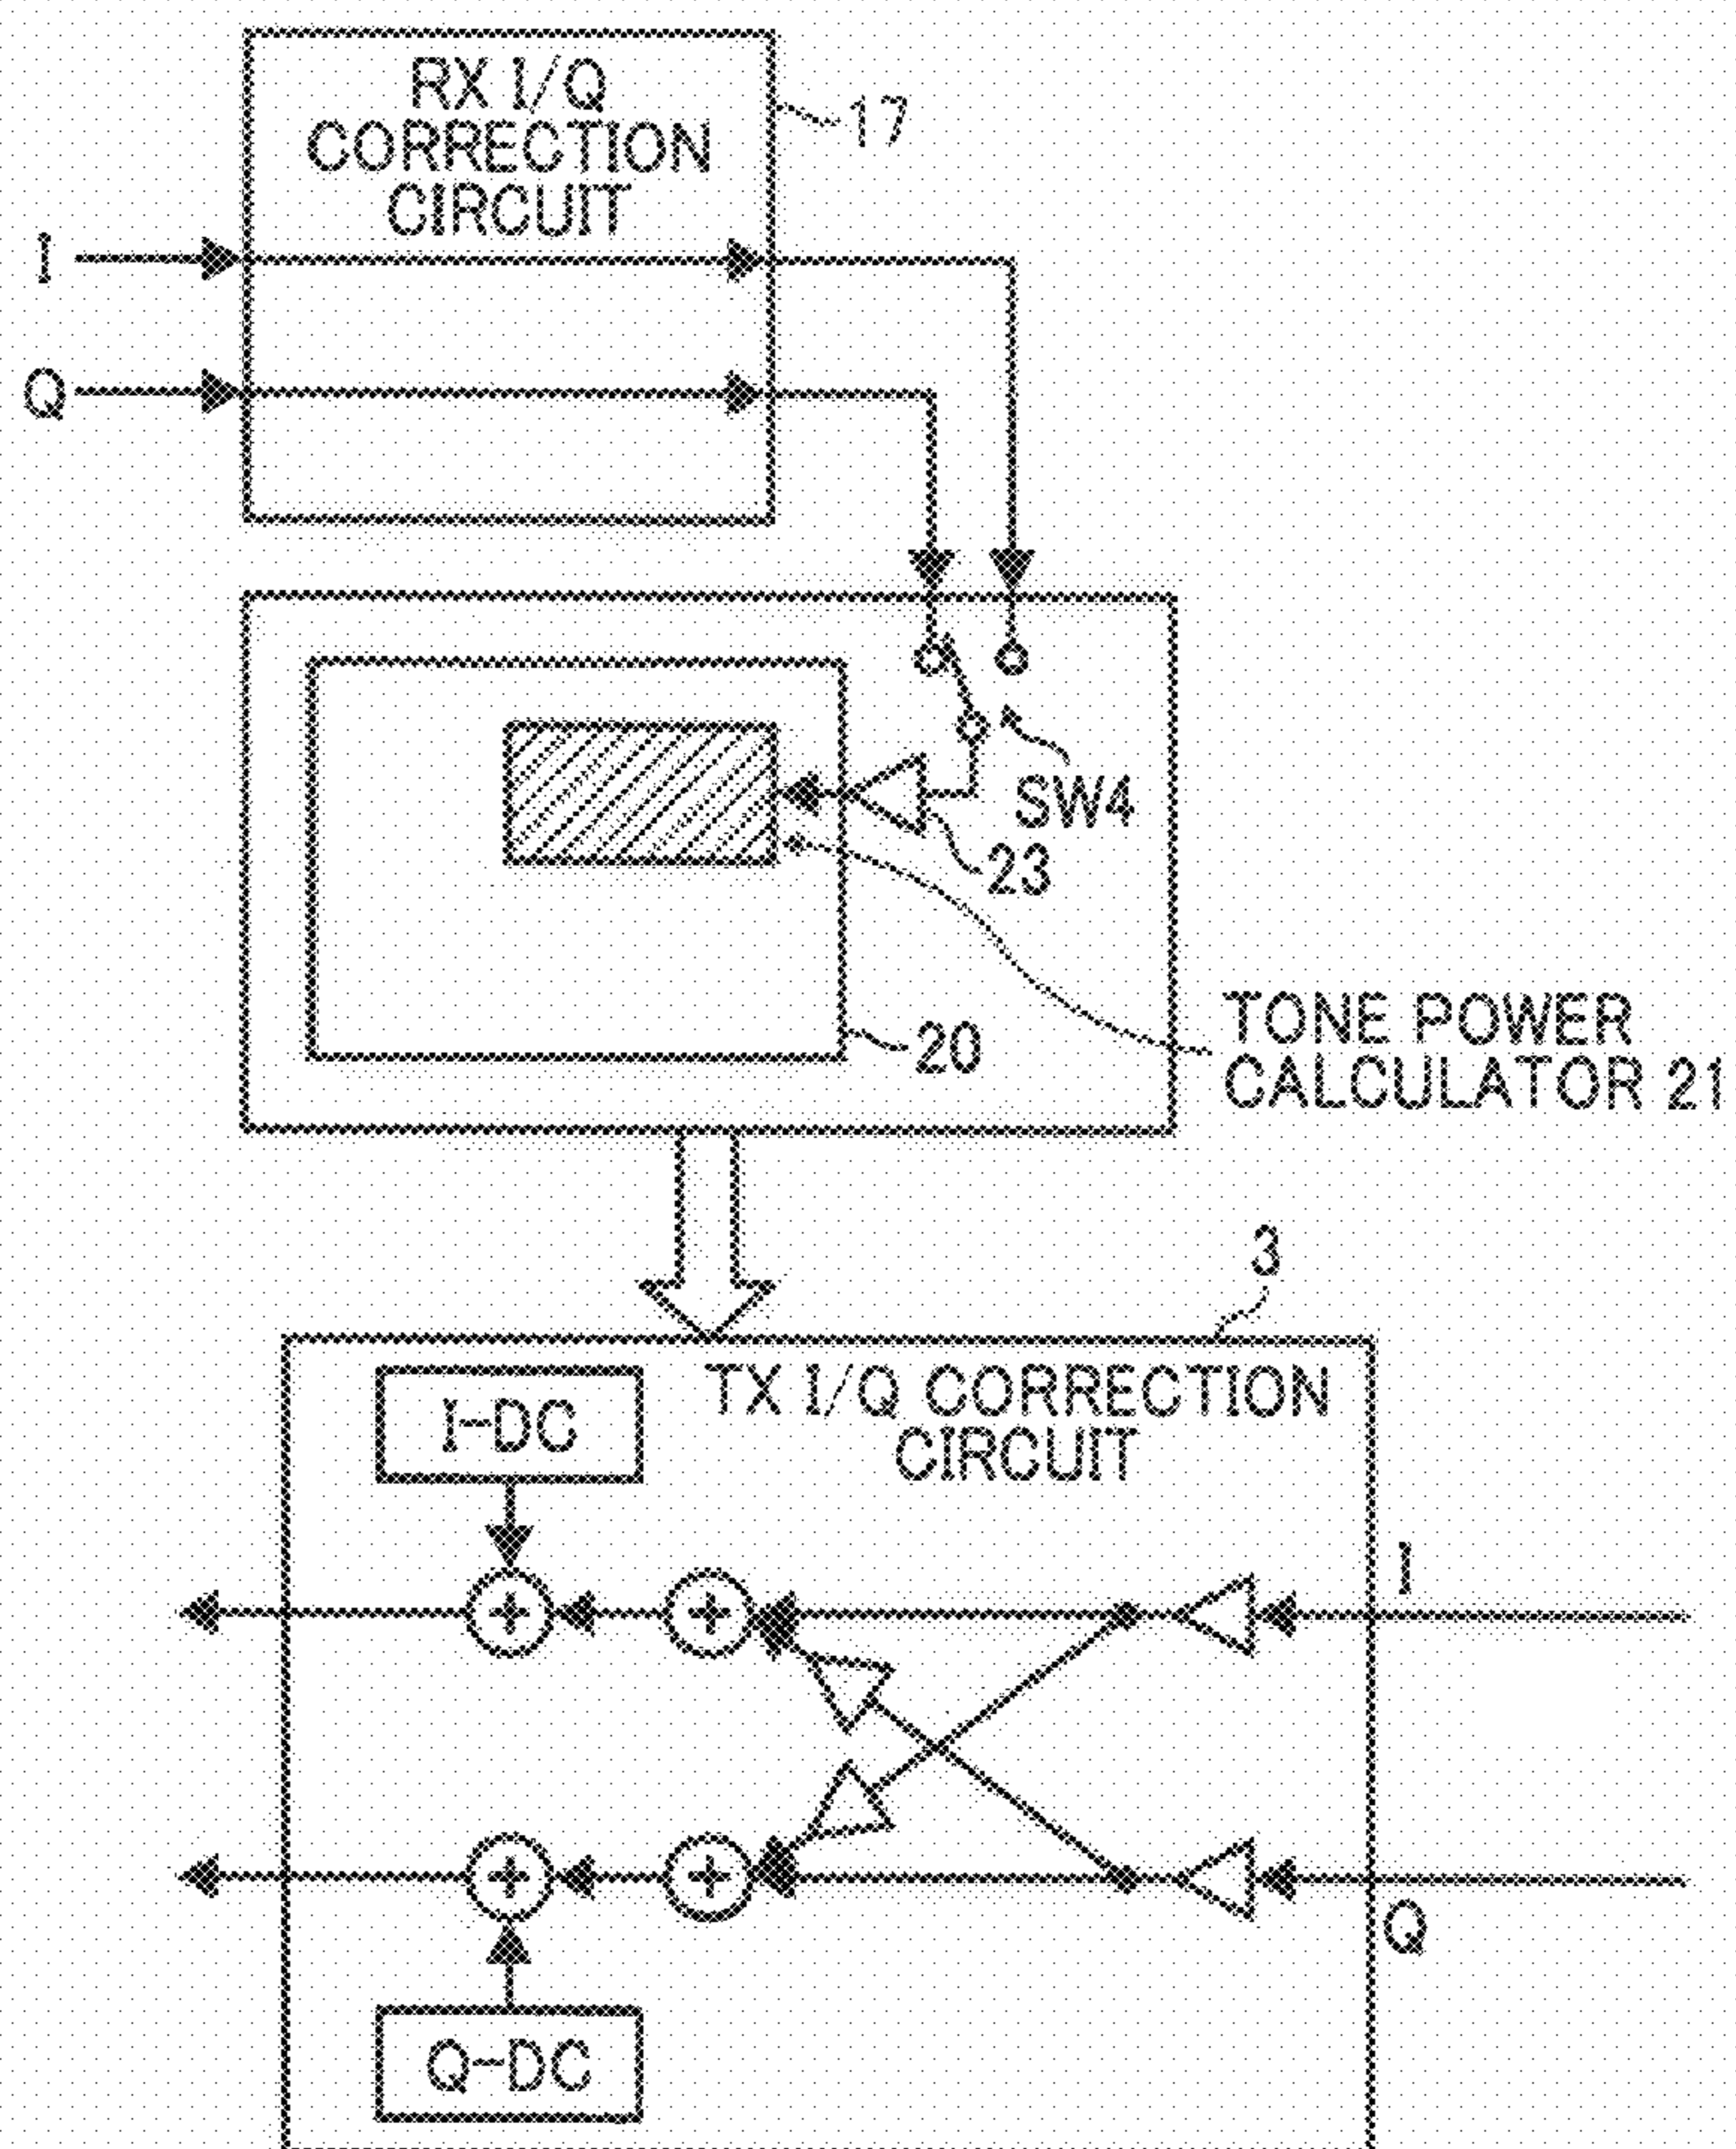 RX I/Q
CORRECTION
CIRCUIT
17
I
Q
SW4
23
20
TONE POWER
CALCULATOR 21
3
I-DC
TX I/Q CORRECTION
CIRCUIT
I
+
+
+
+
Q
Q-DC